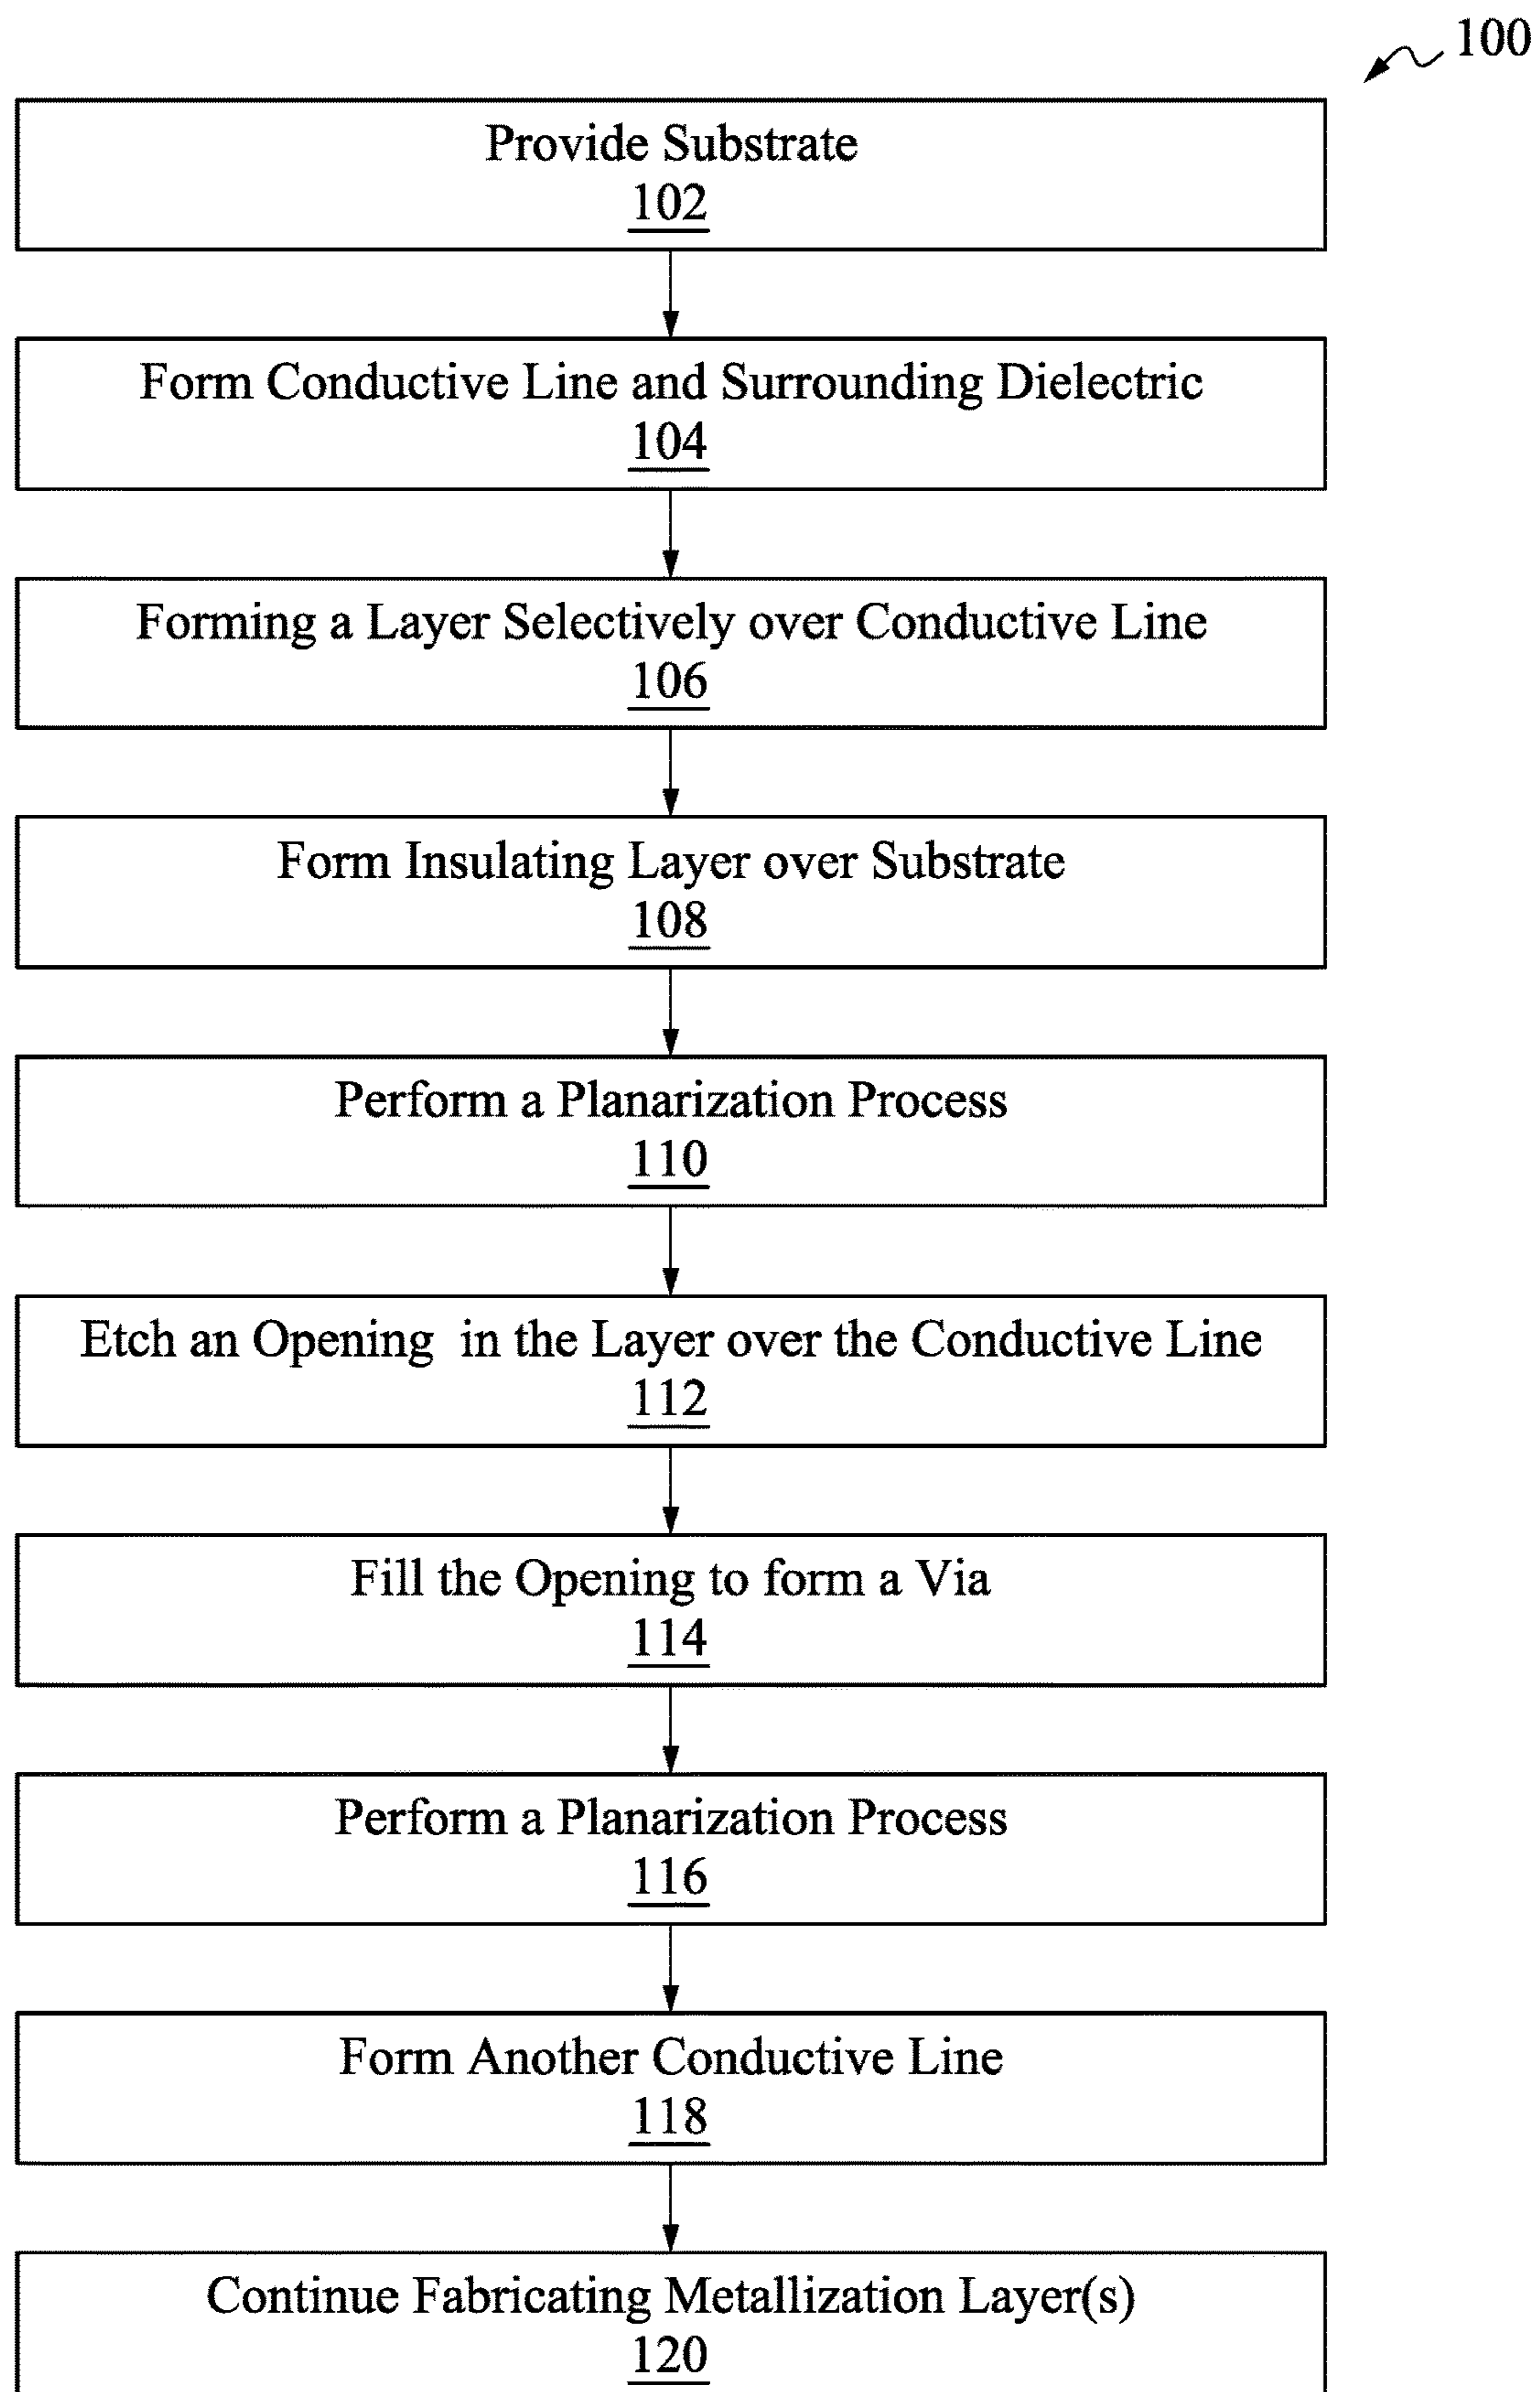 100
Provide Substrate
102
Form Conductive Line and Surrounding Dielectric
104
Forming a Layer Selectively over Conductive Line
106
Form Insulating Layer over Substrate
108
Perform a Planarization Process
110
Etch an Opening in the Layer over the Conductive Line
112
Fill the Opening to form a Via
114
Perform a Planarization Process
116
Form Another Conductive Line
118
Continue Fabricating Metallization Layer(s)
120